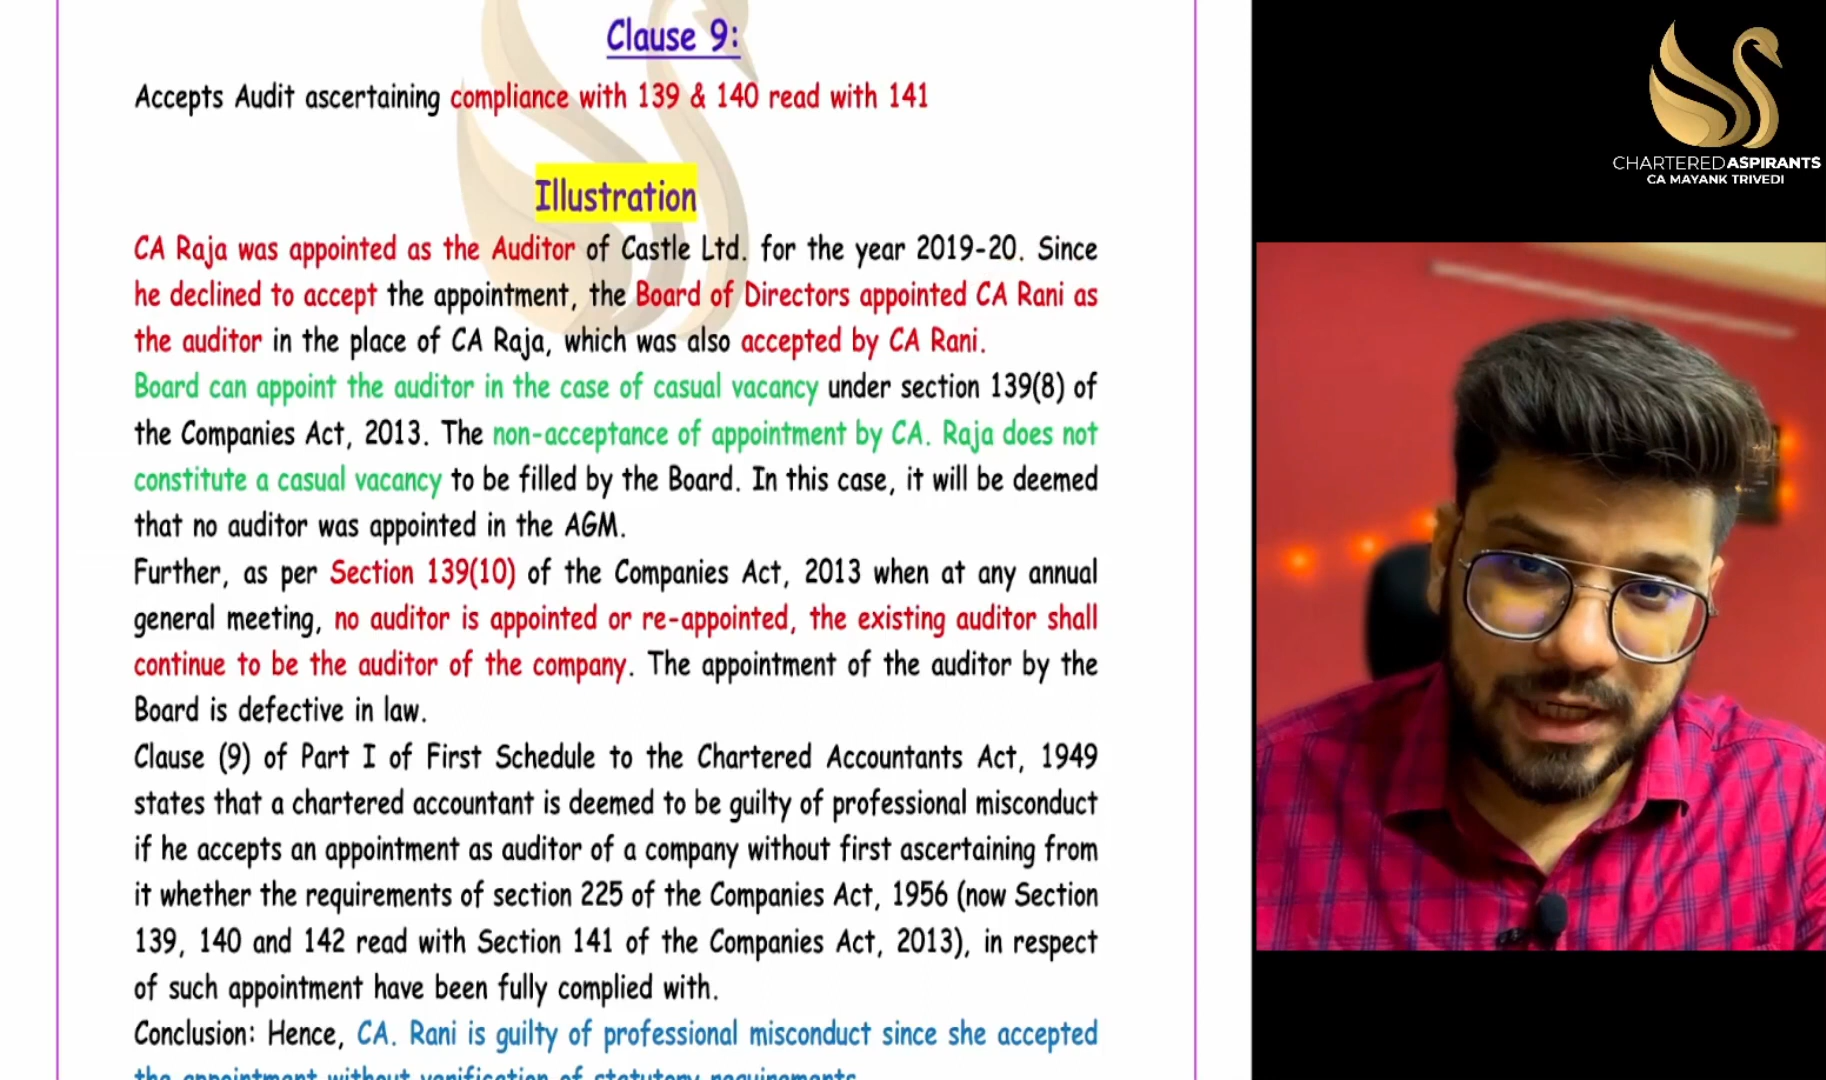 Clause 9:
Accepts Audit ascertaining compliance with 139 & 140 read with 141
Illustration
CA Raja was appointed as the Auditor of Castle Ltd. for the year 2019-20. Since
he declined to accept the appointment, the Board of Directors appointed CA Rani as
the auditor in the place of CA Raja, which was also accepted by CA Rani.
Board can appoint the auditor in the case of casual vacancy under section 139(8) of
the Companies Act, 2013. The non-acceptance of appointment by CA. Raja does not
constitute a casual vacancy to be filled by the Board. In this case, it will be deemed
that no auditor was appointed in the AGM.
Further, as per Section 139(10) of the Companies Act, 2013 when at any annual
general meeting, no auditor is appointed or re-appointed, the existing auditor shall
continue to be the auditor of the company. The appointment of the auditor by the
Board is defective in law.
Clause (9) of Part I of First Schedule to the Chartered Accountants Act, 1949
states that a chartered accountant is deemed to be guilty of professional misconduct
if he accepts an appointment as auditor of a company without first ascertaining from
it whether the requirements of section 225 of the Companies Act, 1956 (now Section
139, 140 and 142 read with Section 141 of the Companies Act, 2013), in respect
of such appointment have been fully complied with.
Conclusion: Hence, CA. Rani is guilty of professional misconduct since she accepted
the appointment without verification of statutory requirements.
CHARTERED ASPIRANTS
CA MAYANK TRIVEDI